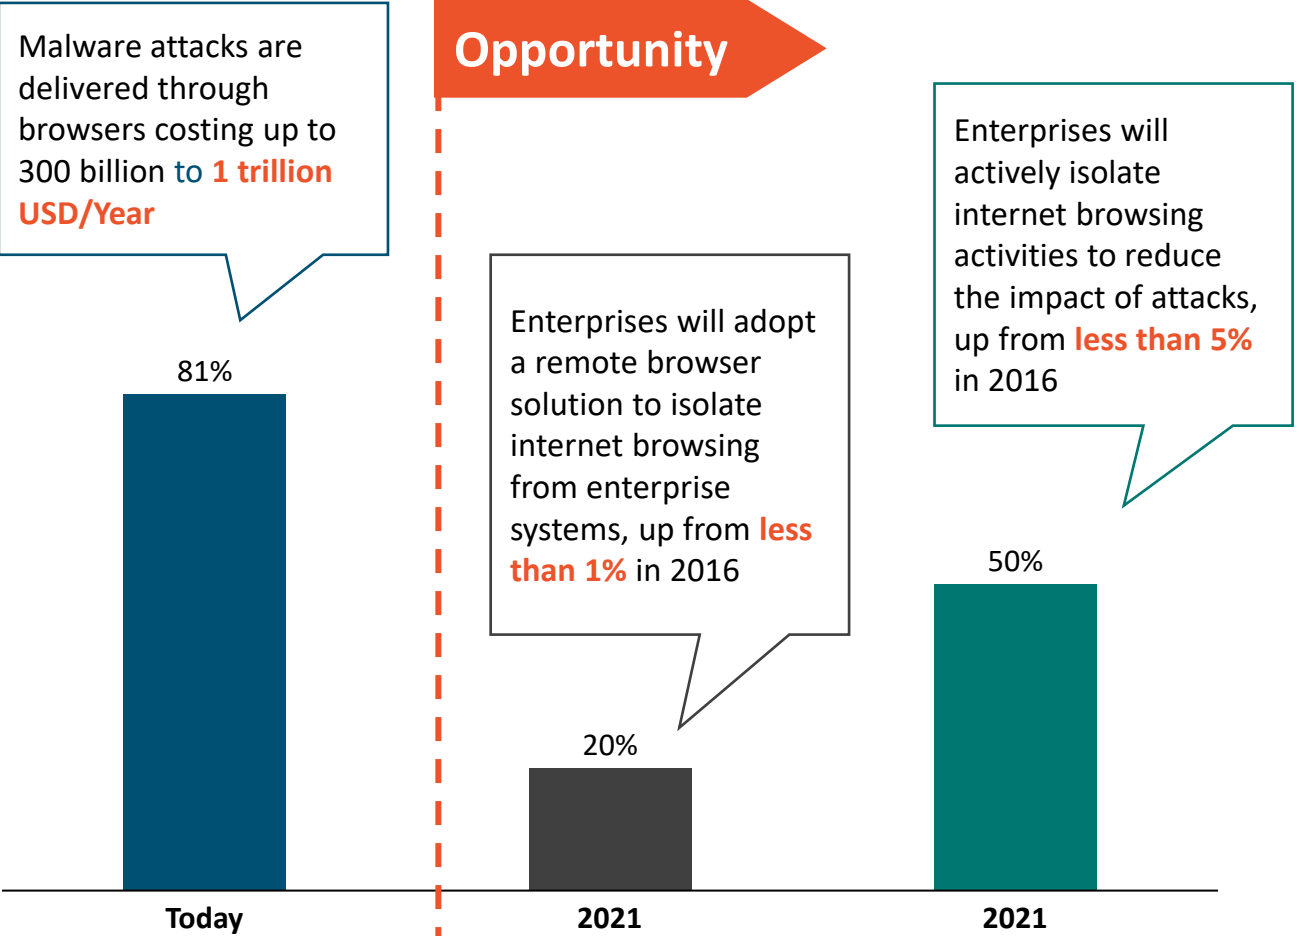 Malware attacks are
delivered through
browsers costing up to
300 billion to 1 trillion
USD/Year
Opportunity
Enterprises will
actively isolate
internet browsing
activities to reduce
the impact of attacks,
up from less than 5%
in 2016
Enterprises will adopt
a remote browser
solution to isolate
internet browsing
from enterprise
systems, up from less
than 1% in 2016
81%
20%
50%
Today
2021
2021